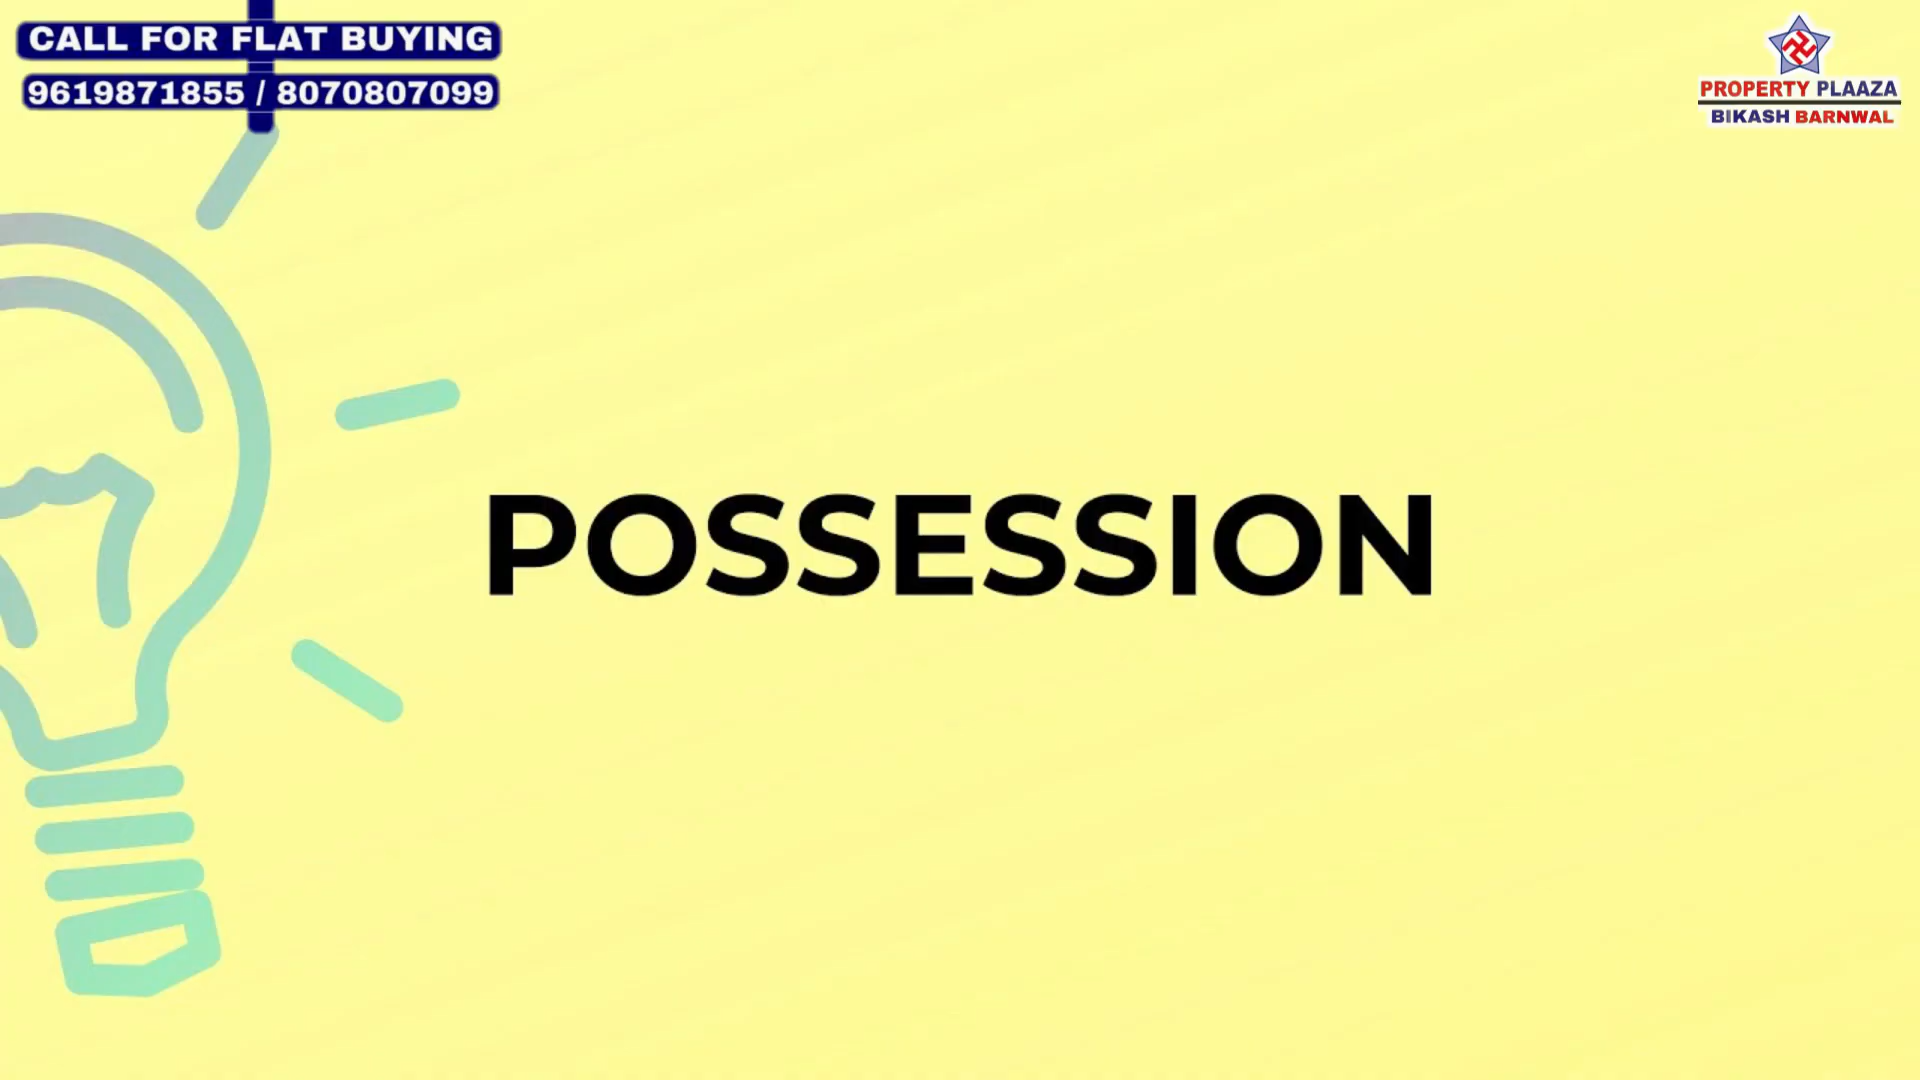 CALL FOR FLAT BUYING
9619871855 / 8070807099
PROPERTY PLAAZA
BIKASH BARNWAL
POSSESSION